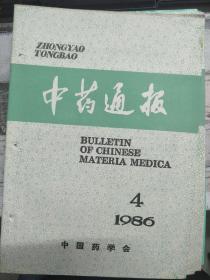 ZHONGYAO
TONGBAO
中药通报
BULLETIN
OF CHINESE
MATERIA MEDICA
4
1986
中国药学会